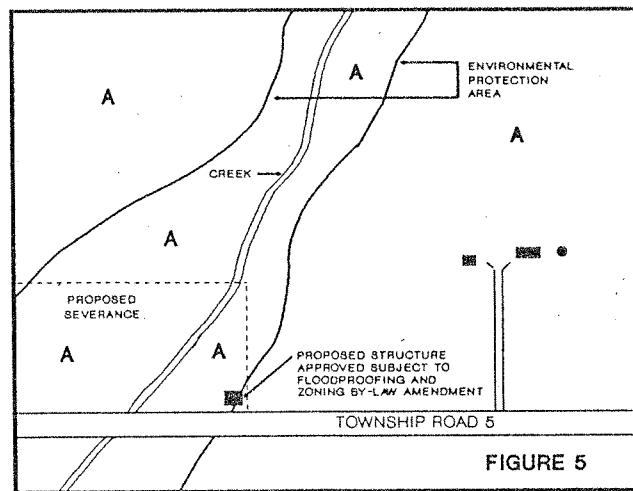 ENVIRONMENTAL
PROTECTION
AREA
A
A
A
CREEK
A
PROPOSED
SEVERANCE
A
A
PROPOSED STRUCTURE
APPROVED SUBJECT TO
FLOODPROOFING AND
ZONING BY-LAW AMENDMENT
TOWNSHIP ROAD 5
FIGURE 5